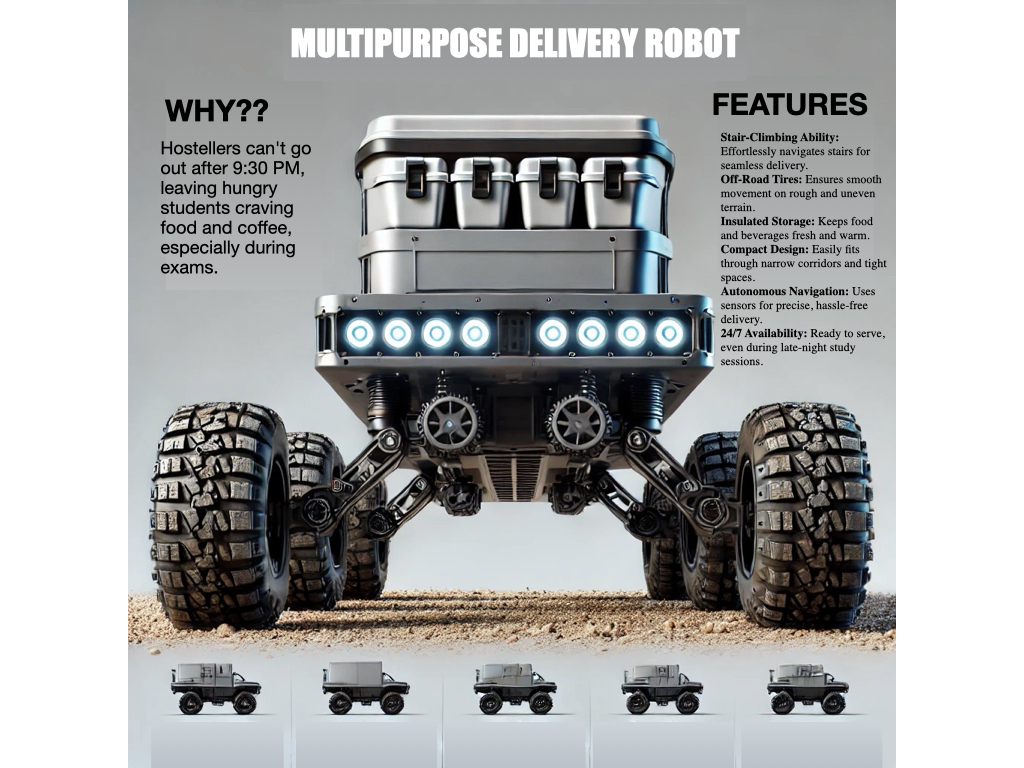 MULTIPURPOSE DELIVERY ROBOT
WHY??
Hostellers can't go
out after 9:30 PM,
leaving hungry
students craving
food and coffee,
especially during
exams.
FEATURES
Stair-Climbing Ability:
Effortlessly navigates stairs for
seamless delivery.
Off-Road Tires: Ensures smooth
movement on rough and uneven
terrain.
Insulated Storage: Keeps food
and beverages fresh and warm.
Compact Design: Easily fits
through narrow corridors and tight
spaces.
Autonomous Navigation: Uses
sensors for precise, hassle-free
delivery.
24/7 Availability: Ready to serve,
even during late-night study
sessions.